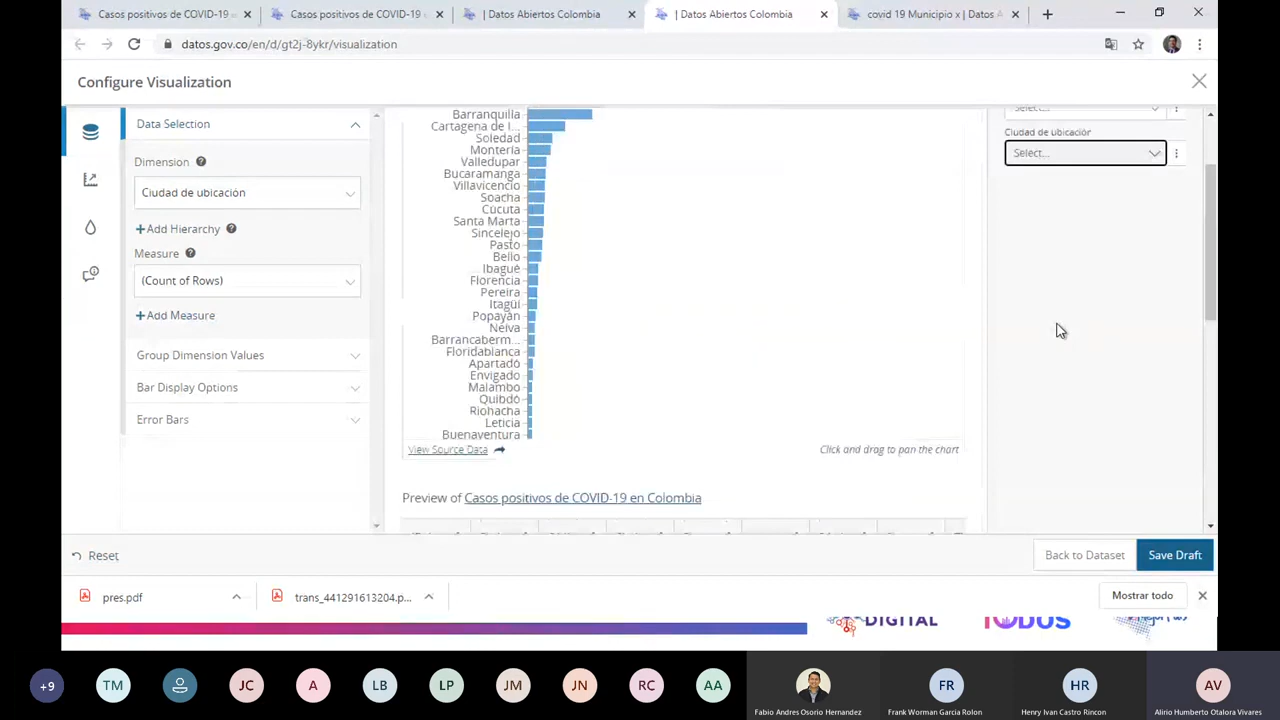 Casos positivos de COVID-19 e
Casos positivos de COVID-19 e
| Datos Abiertos Colombia
| Datos Abiertos Colombia
covid 19 Municipio x | Datos A
datos.gov.co/en/d/gt2j-8ykr/visualization
Configure Visualization
Data Selection
Dimension
Ciudad de ubicación
Add Hierarchy
Measure
(Count of Rows)
Add Measure
Group Dimension Values
Bar Display Options
Error Bars
Barranquilla
Cartagena de l...
Soledad
Montería
Valledupar
Bucaramanga
Villavicencio
Soacha
Cúcuta
Santa Marta
Sincelejo
Pasto
Bello
Ibagué
Florencia
Pereira
Itagüí
Popayán
Neiva
Barrancaberm...
Floridablanca
Apartadó
Envigado
Malambo
Quibdó
Riohacha
Leticia
Buenaventura
View Source Data
Click and drag to pan the chart
Preview of Casos positivos de COVID-19 en Colombia
Select...
Ciudad de ubicación
Select...
Reset
Back to Dataset
Save Draft
pres.pdf
trans_441291613204.p...
Mostrar todo
DIGITAL
TODOS
+9
TM
JC
A
LB
LP
JM
JN
RC
AA
FR
HR
AV
Fabio Andres Osorio Hernandez
Frank Worman Garcia Rolon
Henry Ivan Castro Rincon
Alirio Humberto Otalora Vivares